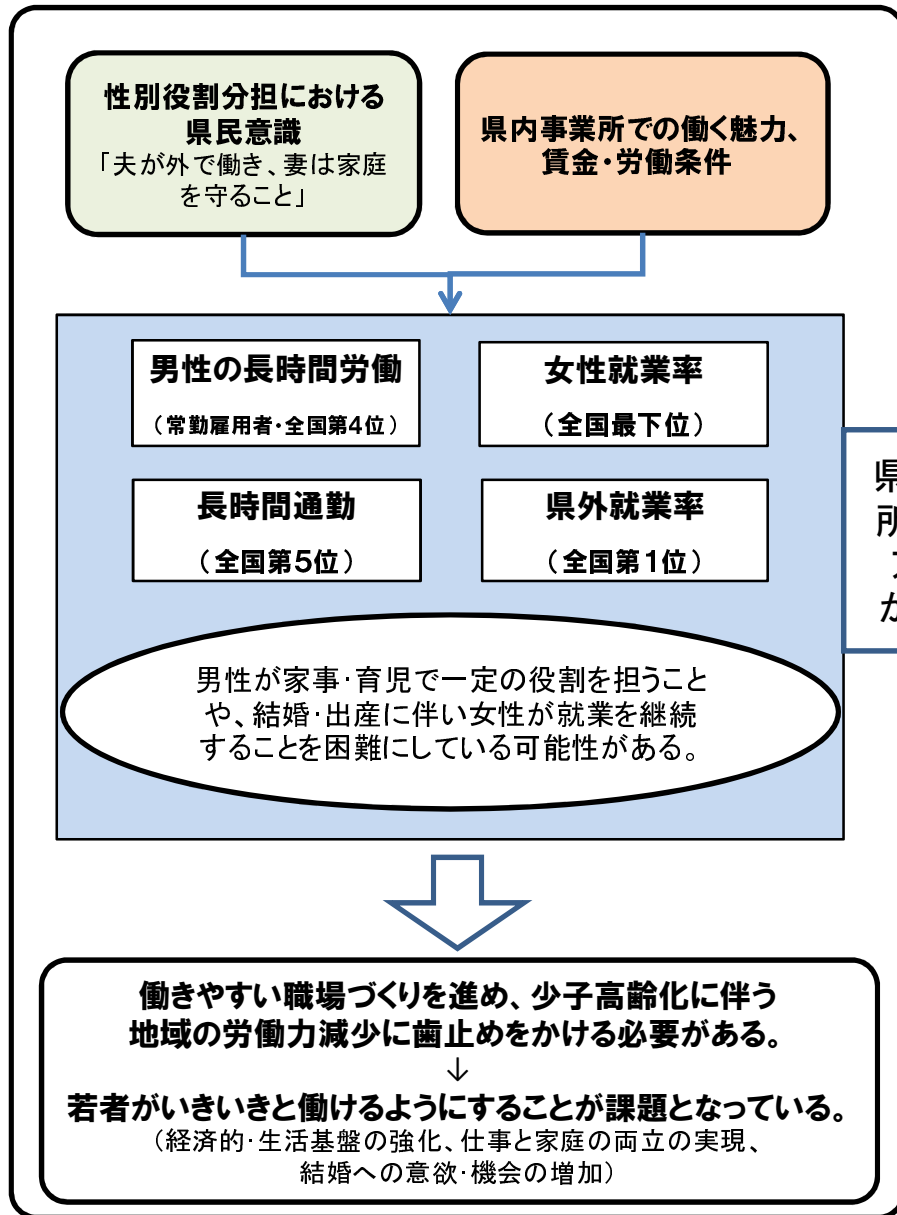 性別役割分担における
県民意識
「夫が外で働き、妻は家庭
を守ること」
県内事業所での働く魅力、
賃金・労働条件
男性の長時間労働
（常勤雇用者・全国第４位）
女性就業率
（全国最下位）
長時間通勤
（全国第５位）
県外就業率
（全国第１位）
県
所
か
男性が家事・育児で一定の役割を担うこと
や、結婚・出産に伴い女性が就業を継続
することを困難にしている可能性がある。
働きやすい職場づくりを進め、少子高齢化に伴う
地域の労働力減少に歯止めをかける必要がある。
↓
若者がいきいきと働けるようにすることが課題となっている。
（経済的・生活基盤の強化、仕事と家庭の両立の実現、
結婚への意欲・機会の増加）